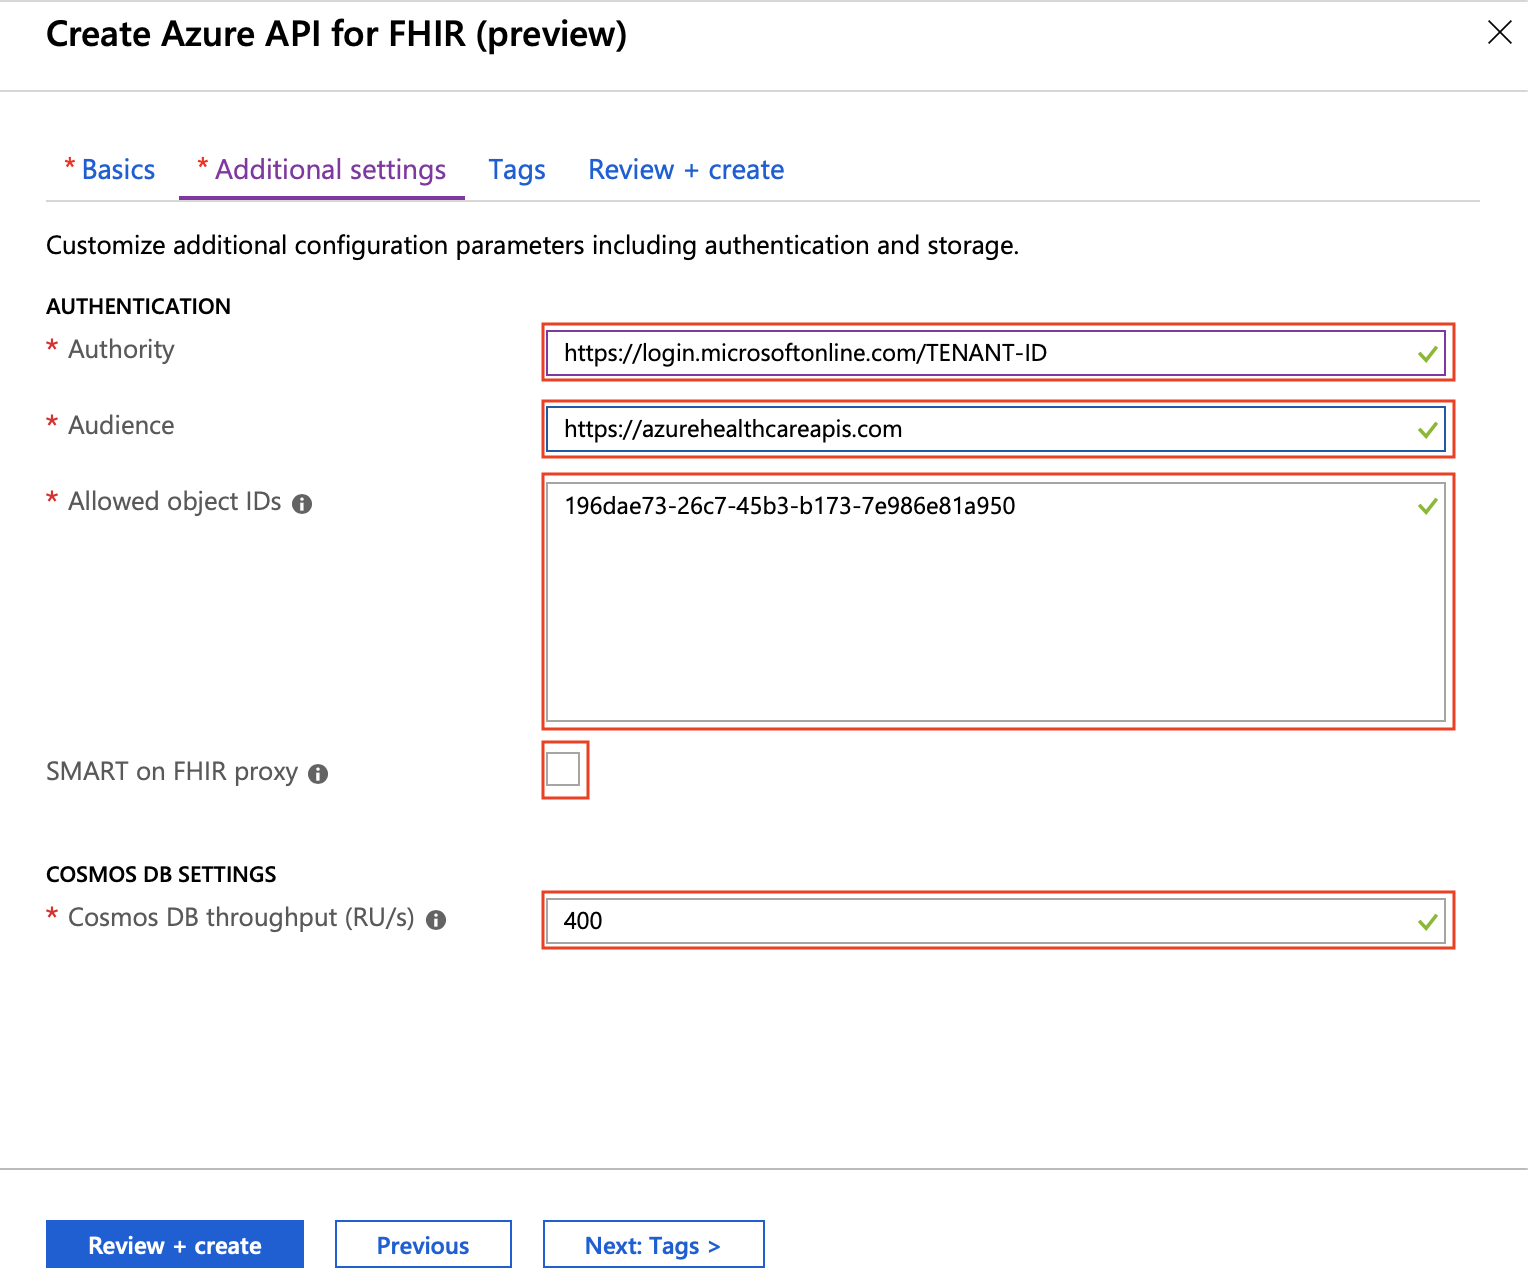 Create Azure API for FHIR (preview)
* Basics * Additional settings Tags Review + create
Customize additional configuration parameters including authentication and storage.
AUTHENTICATION
* Authority https://login.microsoftonline.com/TENANT-ID
* Audience https://azurehealthcareapis.com
* Allowed object IDs 196dae73-26c7-45b3-b173-7e986e81a950
SMART on FHIR proxy
COSMOS DB SETTINGS
* Cosmos DB throughput (RU/s) 400
Review + create Previous Next: Tags >